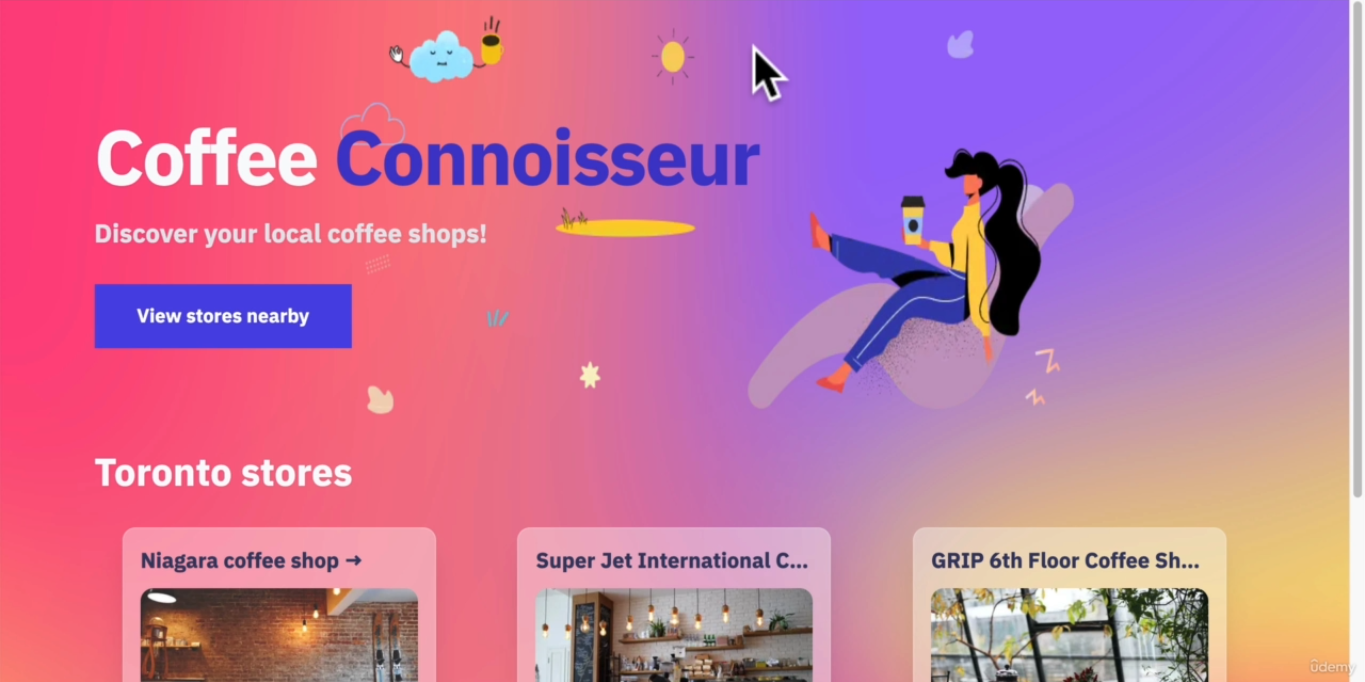 Coffee Connoisseur
Discover your local coffee shops!
View stores nearby
Toronto stores
Niagara coffee shop →
Super Jet International C...
GRIP 6th Floor Coffee Sh...
ûdemy